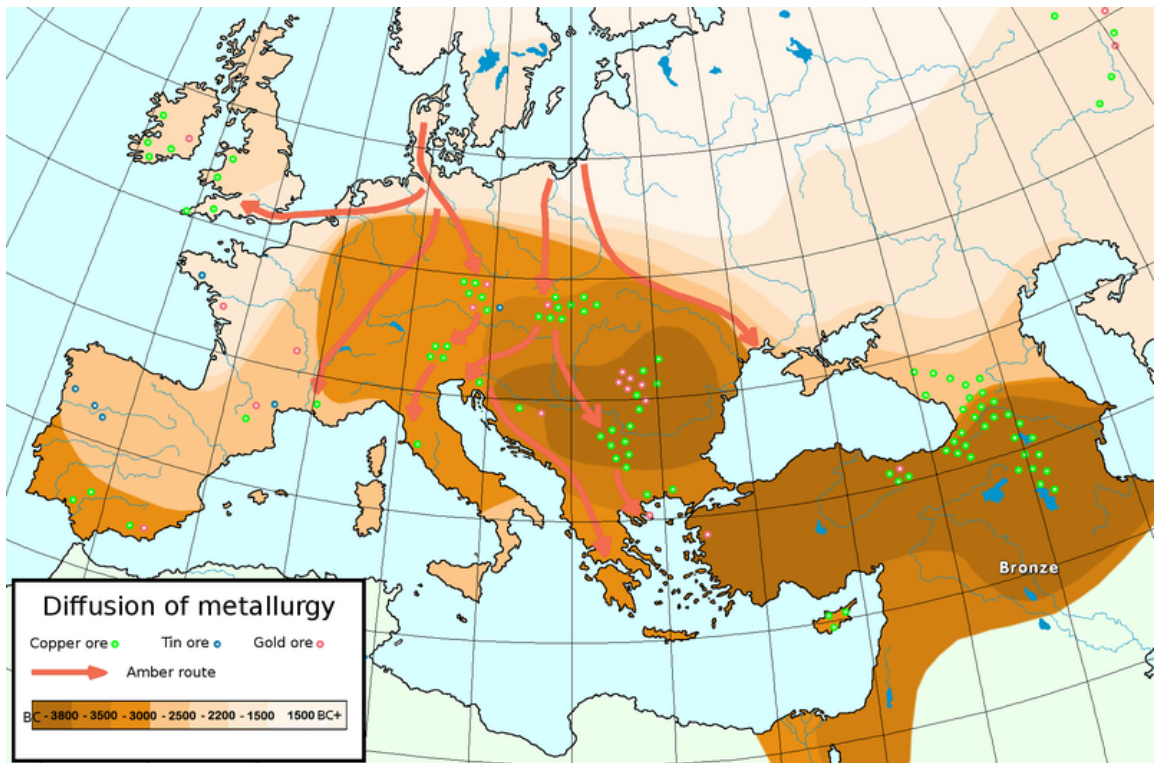 Bronze
Diffusion of metallurgy
Copper ore Tin ore Gold ore
Amber route
BC - 3800 - 3500 - 3000 - 2500 - 2200 - 1500 1500 BC+